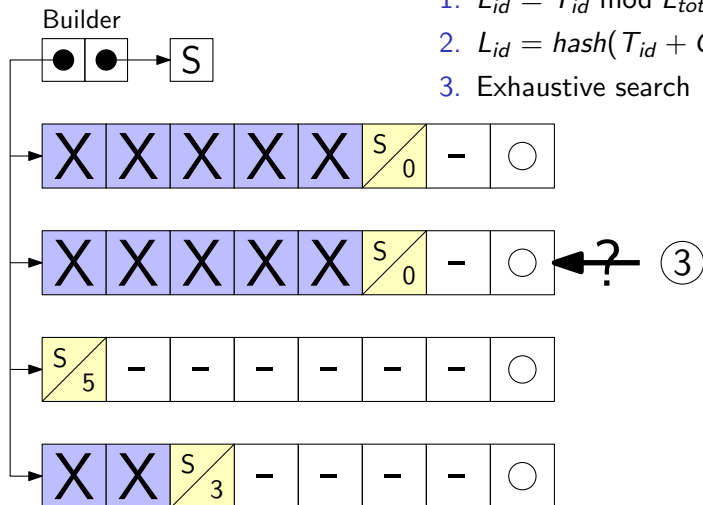 1. L_id = T_id mod L_tot
Builder
2. L_id = hash(T_id +
S
3. Exhaustive search
X X X X X S/0 -
X X X X X S/0 - ? 3
S/5 - - - - - -
X X S/3 - - - -